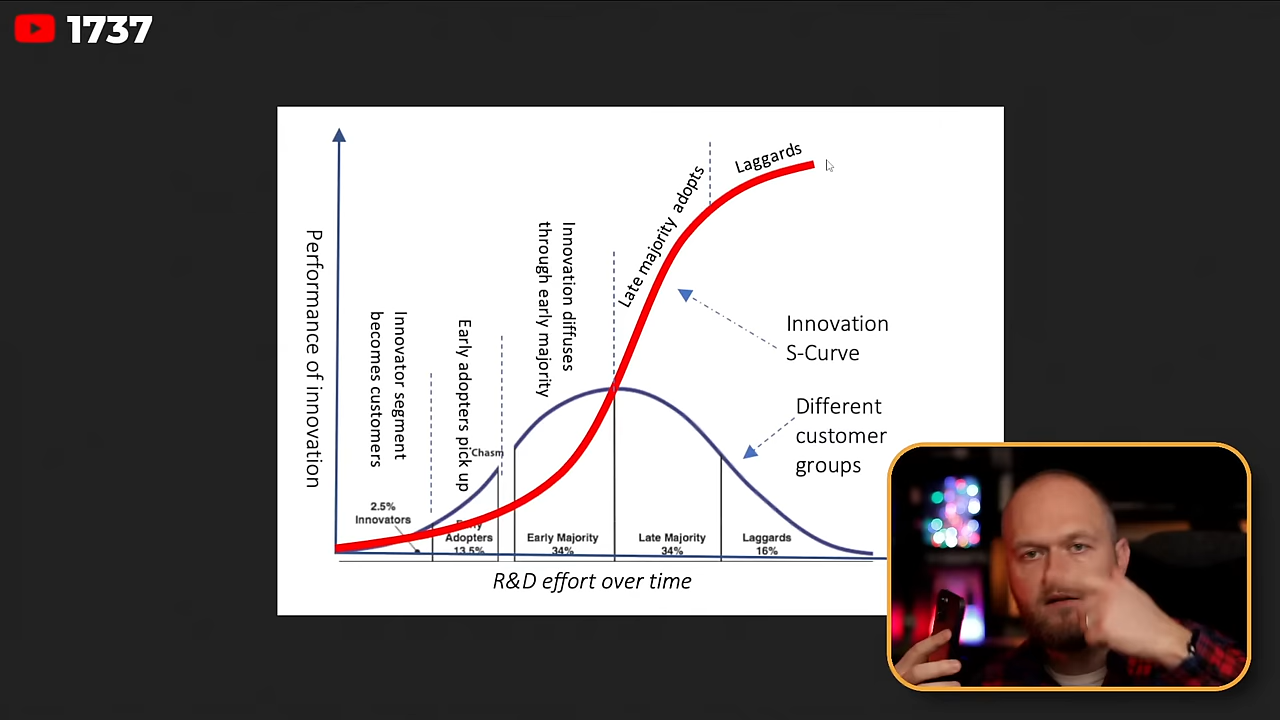 1737
Performance of innovation
Innovator segment
becomes customers
Early adopters pick up
Chasm
Innovation diffuses
through early majority
Late majority adopts
Laggards
Innovation
S-Curve
Different
customer
groups
2.5%
Innovators
Early
Adopters
13.5%
Early Majority
34%
Late Majority
34%
Laggards
16%
R&D effort over time